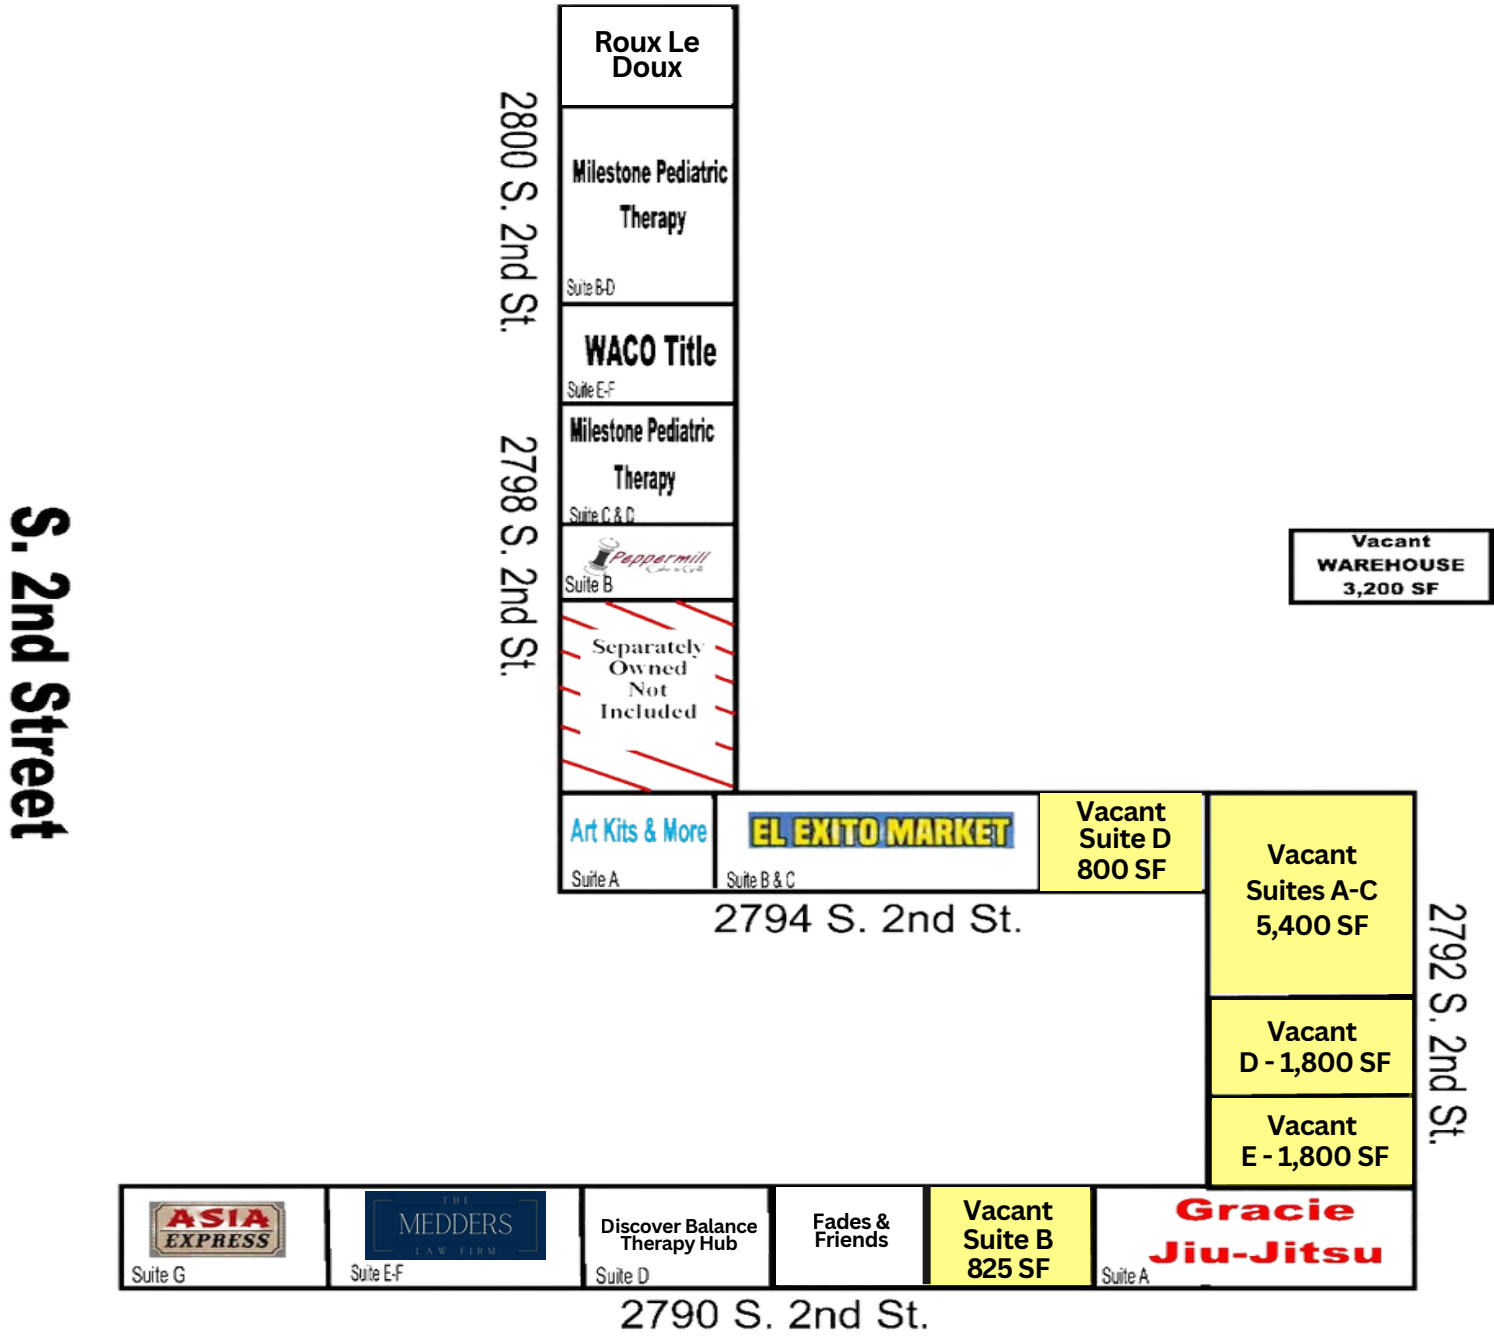 Roux Le
Doux
2800 S. 2nd St.
Milestone Pediatric
Therapy
Suite B-D
WACO Title
Suite E-F
2798 S. 2nd St.
Milestone Pediatric
Therapy
Suite C & D
Peppermill
Suite B
S. 2nd Street
Vacant
WAREHOUSE
3,200 SF
Separately
Owned
Not
Included
Art Kits & More
Suite A
EL EXITO MARKET
Suite B & C
Vacant
Suite D
800 SF
2794 S. 2nd St.
Vacant
Suites A-C
5,400 SF
2792 S. 2nd St.
Vacant
D - 1,800 SF
Vacant
E - 1,800 SF
ASIA
EXPRESS
Suite G
THE
MEDDERS
LAW FIRM
Suite E-F
Discover Balance
Therapy Hub
Suite D
Fades &
Friends
Vacant
Suite B
825 SF
Gracie
Jiu-Jitsu
Suite A
2790 S. 2nd St.